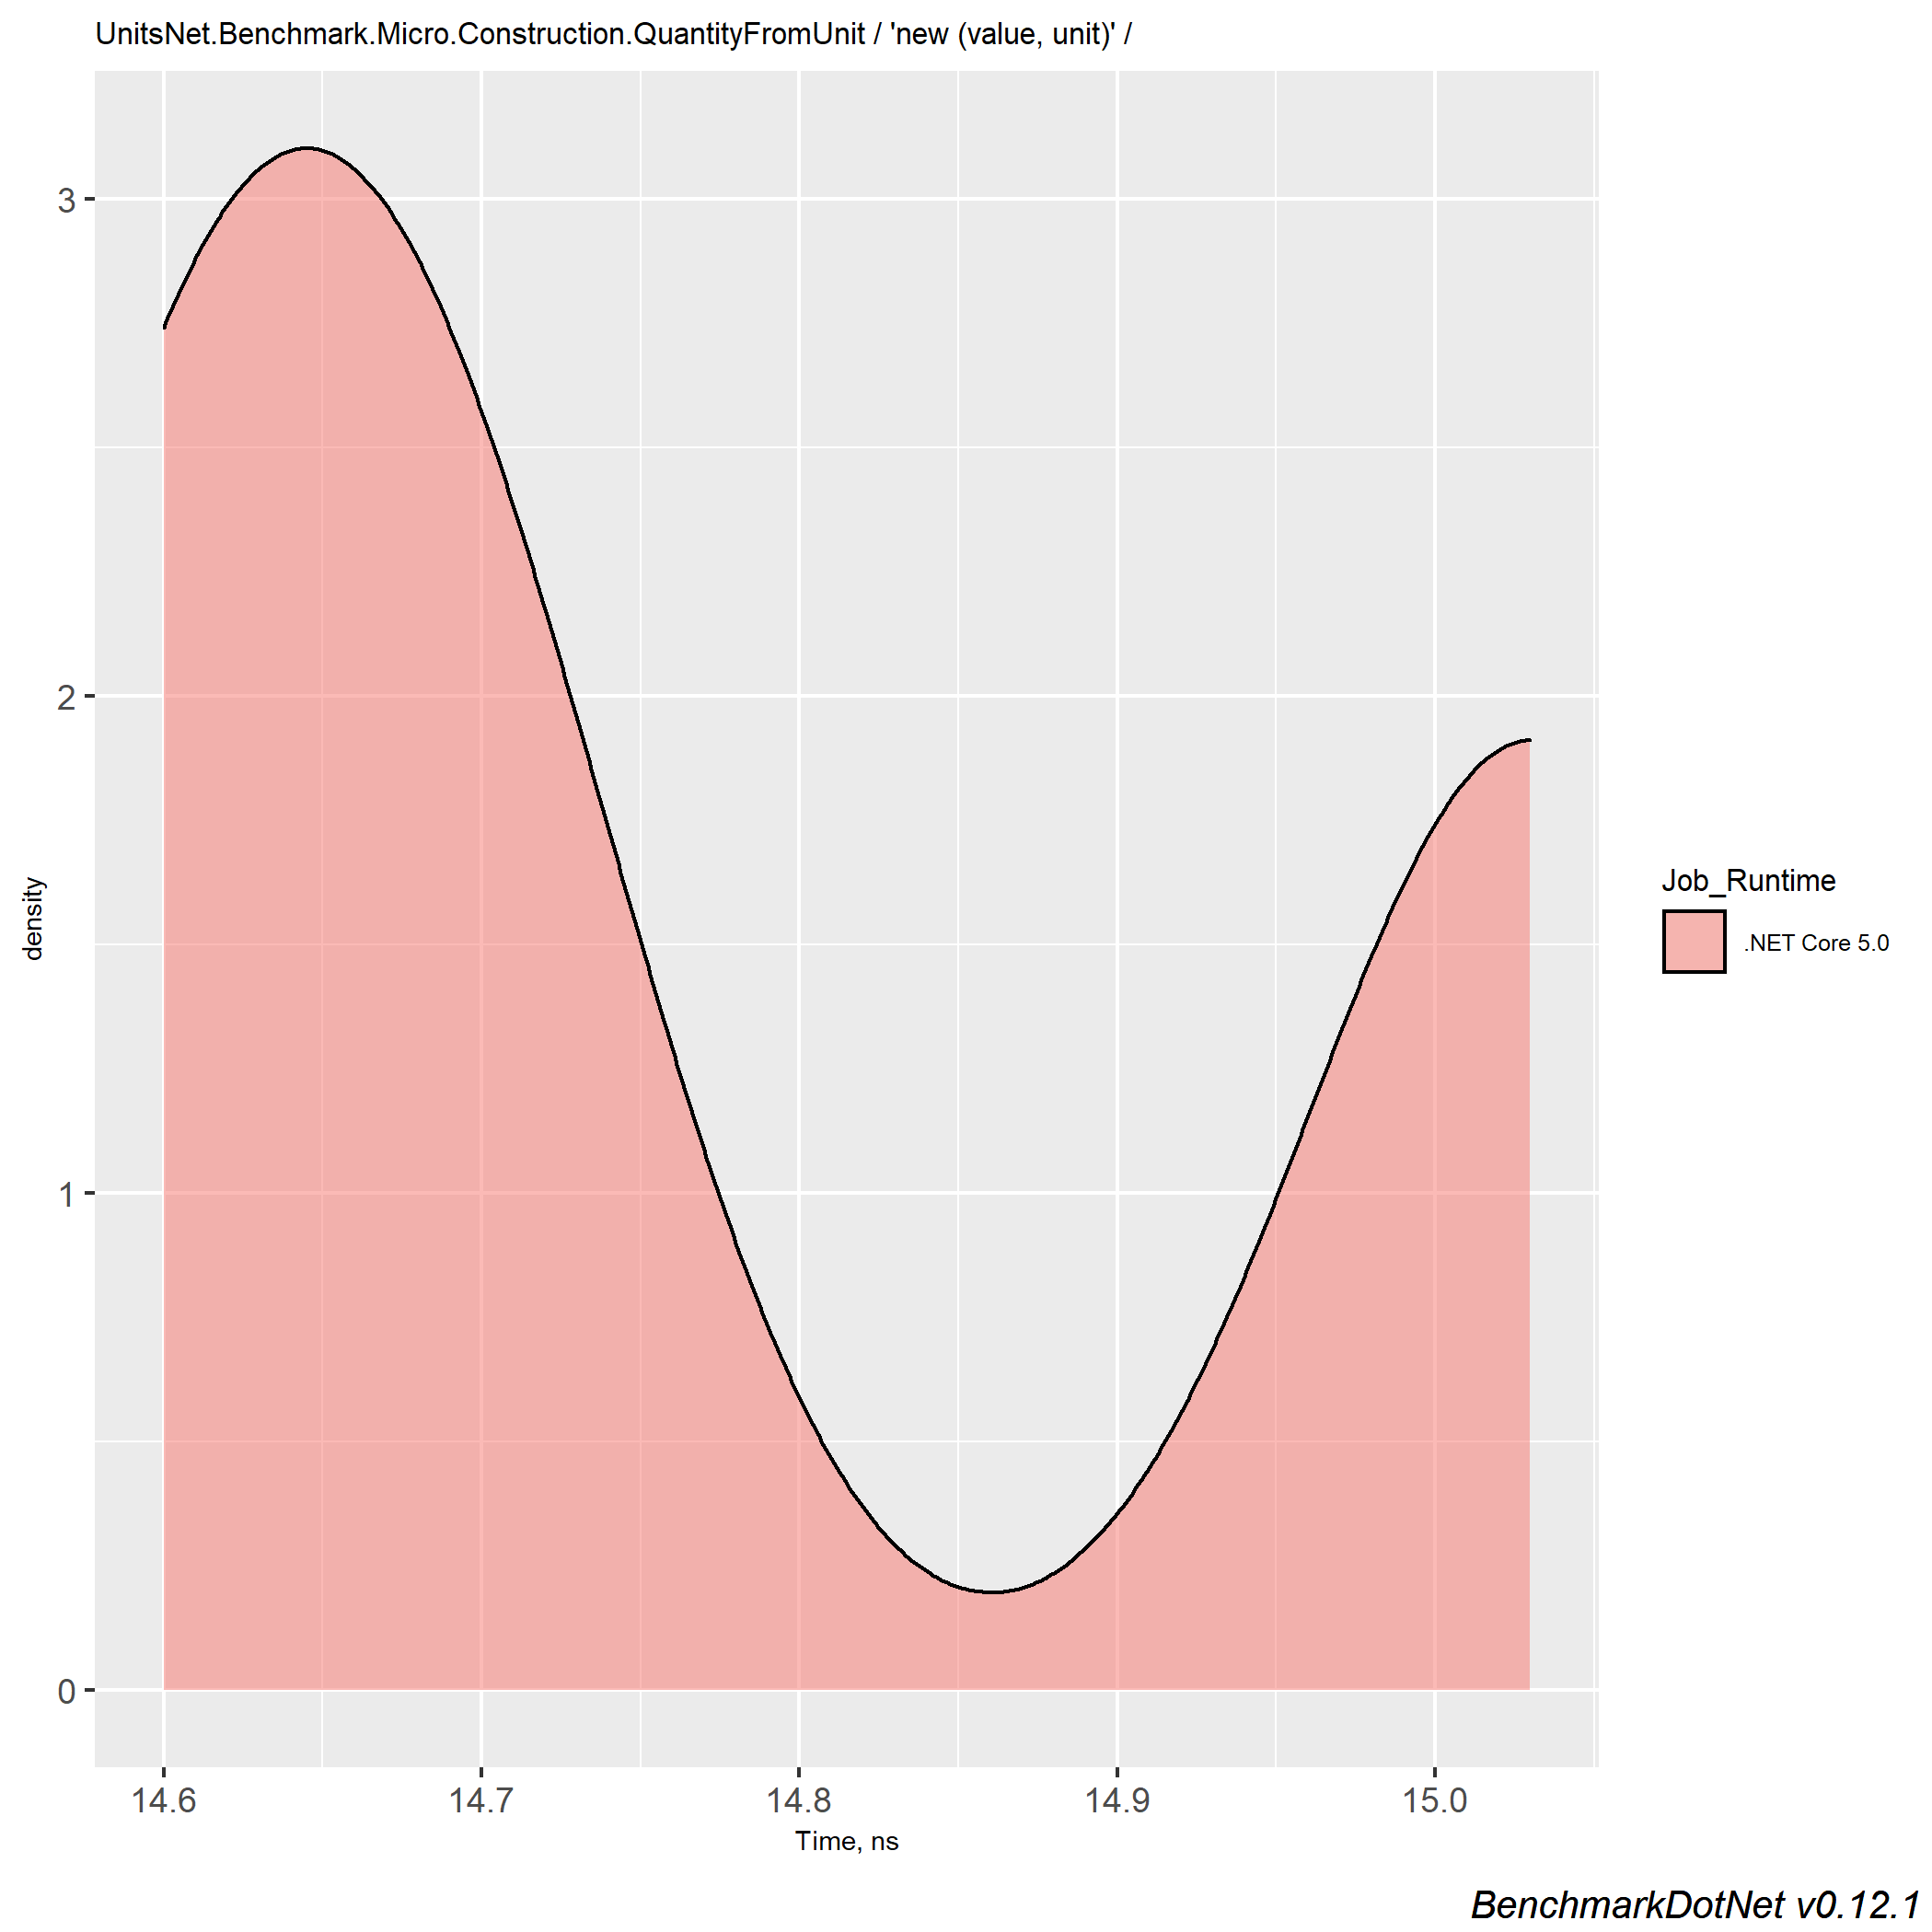 UnitsNet.Benchmark.Micro.Construction.QuantityFromUnit / 'new (value, unit)' /
3
2
1
0
density
14.6 14.7 14.8 14.9 15.0
Time, ns
Job_Runtime
.NET Core 5.0
BenchmarkDotNet v0.12.1